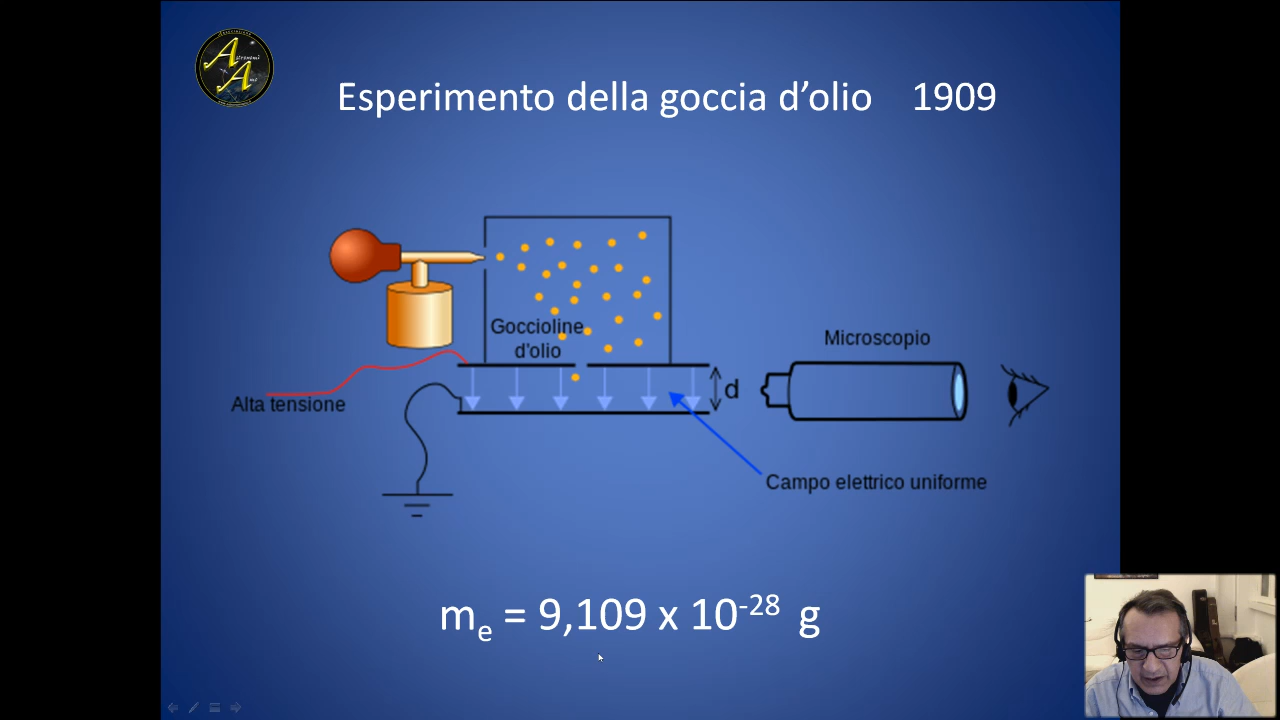 Esperimento della goccia d’olio 1909
Goccioline
d'olio
Microscopio
d
Alta tensione
Campo elettrico uniforme
mₑ = 9,109 x 10⁻²⁸ g